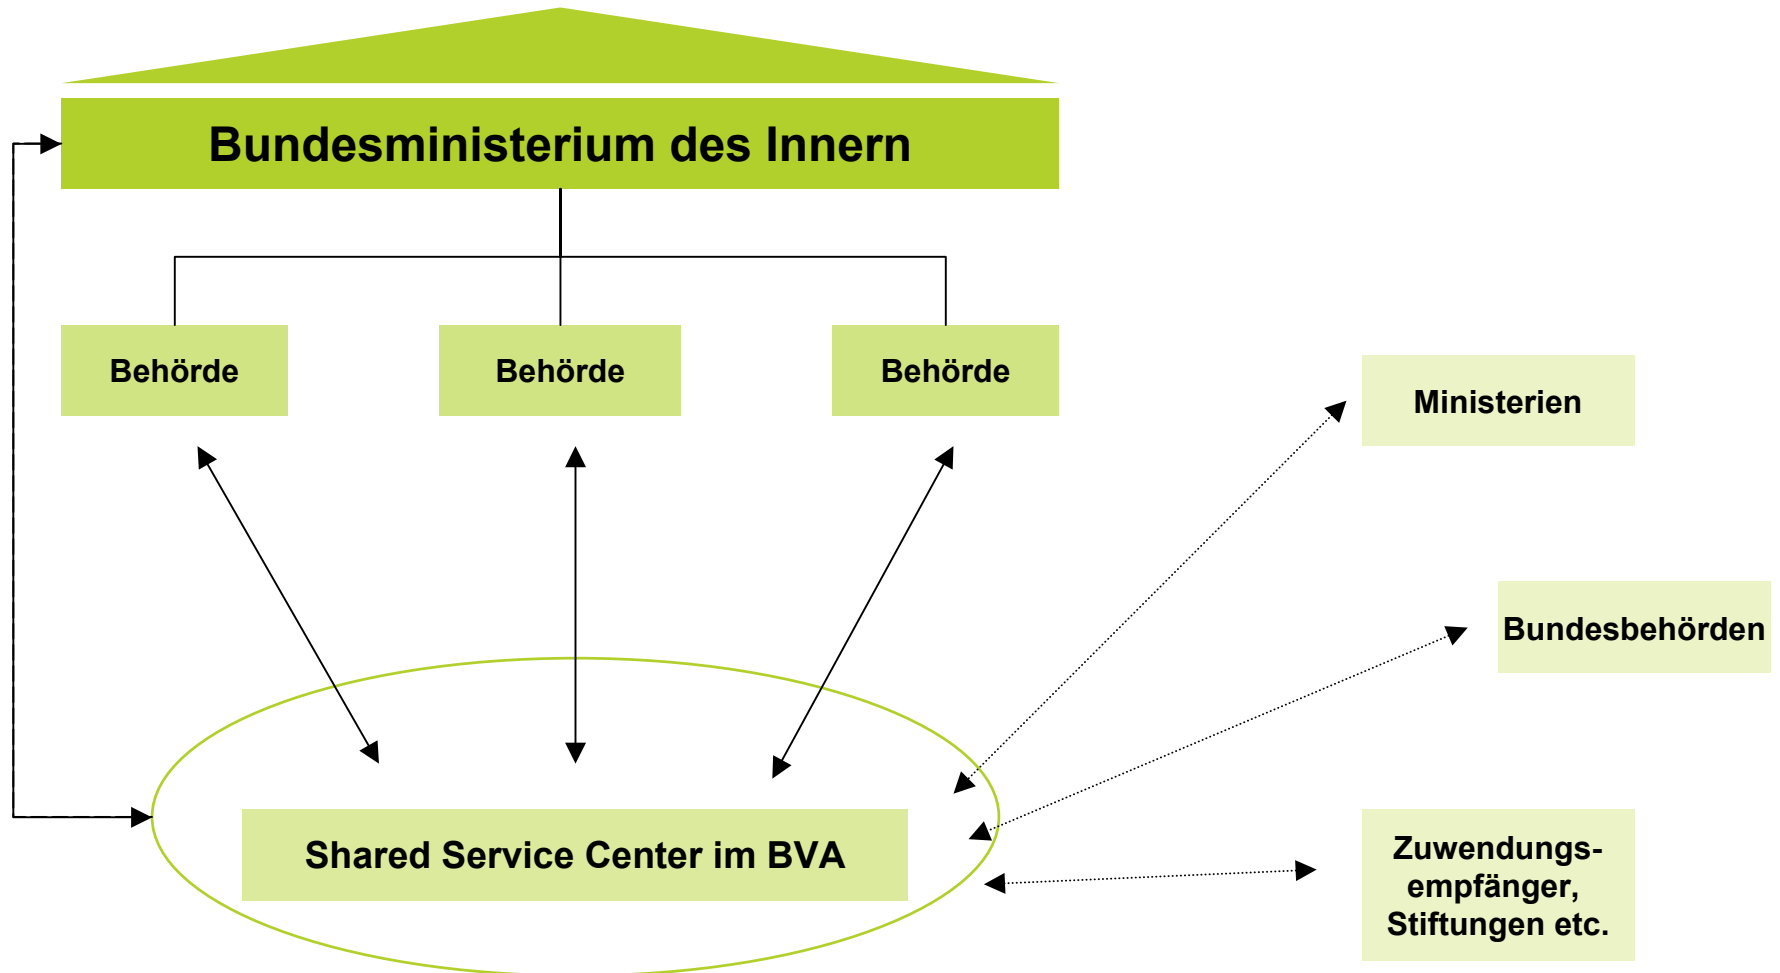 Bundesministerium des Innern
Behörde
Behörde
Behörde
Ministerien
Bundesbehörden
Shared Service Center im BVA
Zuwendungs-
empfänger,
Stiftungen etc.